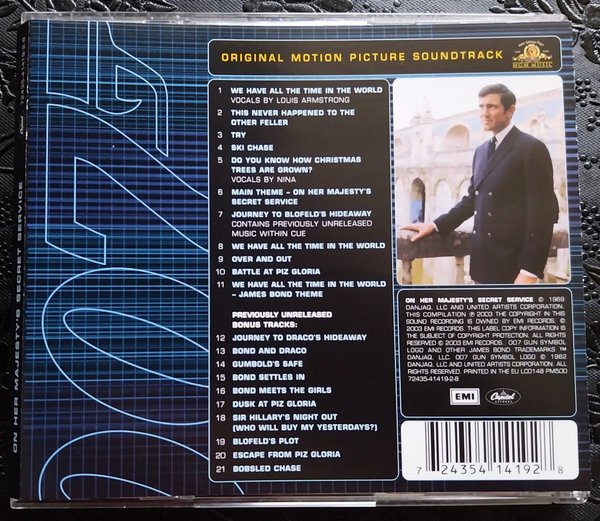 ORIGINAL MOTION PICTURE SOUNDTRACK
MGM MUSIC
1 WE HAVE ALL THE TIME IN THE WORLD
VOCALS BY LOUIS ARMSTRONG
2 THIS NEVER HAPPENED TO THE
OTHER FELLER
3 TRY
4 SKI CHASE
5 DO YOU KNOW HOW CHRISTMAS
TREES ARE GROWN?
VOCALS BY NINA
6 MAIN THEME – ON HER MAJESTY'S
SECRET SERVICE
7 JOURNEY TO BLOFELD'S HIDEAWAY
CONTAINS PREVIOUSLY UNRELEASED
MUSIC WITHIN CUE
8 WE HAVE ALL THE TIME IN THE WORLD
9 OVER AND OUT
10 BATTLE AT PIZ GLORIA
11 WE HAVE ALL THE TIME IN THE WORLD
– JAMES BOND THEME
PREVIOUSLY UNRELEASED
BONUS TRACKS:
12 JOURNEY TO DRACO'S HIDEAWAY
13 BOND AND DRACO
14 GUMBOLD'S SAFE
15 BOND SETTLES IN
16 BOND MEETS THE GIRLS
17 DUSK AT PIZ GLORIA
18 SIR HILLARY'S NIGHT OUT
(WHO WILL BUY MY YESTERDAYS?)
19 BLOFELD'S PLOT
20 ESCAPE FROM PIZ GLORIA
21 BOBSLED CHASE
ON HER MAJESTY'S SECRET SERVICE © 1969
DANJAQ, LLC AND UNITED ARTISTS CORPORATION.
THIS COMPILATION ℗ 2003 THE COPYRIGHT IN THIS
SOUND RECORDING IS OWNED BY EMI RECORDS. ©
2003 EMI RECORDS. THIS LABEL COPY INFORMATION IS
THE SUBJECT OF COPYRIGHT PROTECTION. ALL RIGHTS
RESERVED © 2003 EMI RECORDS. 007 GUN SYMBOL
LOGO AND OTHER JAMES BOND TRADEMARKS ™
DANJAQ, LLC. 007 GUN SYMBOL LOGO © 1962
DANJAQ, LLC AND UNITED ARTISTS CORPORATION. ALL
RIGHTS RESERVED. PRINTED IN THE EU LCD148 PM500
72435-41419-2-8
EMI
Capitol
RECORDS
7 24354 14192 8
007
ON HER MAJESTY'S SECRET SERVICE